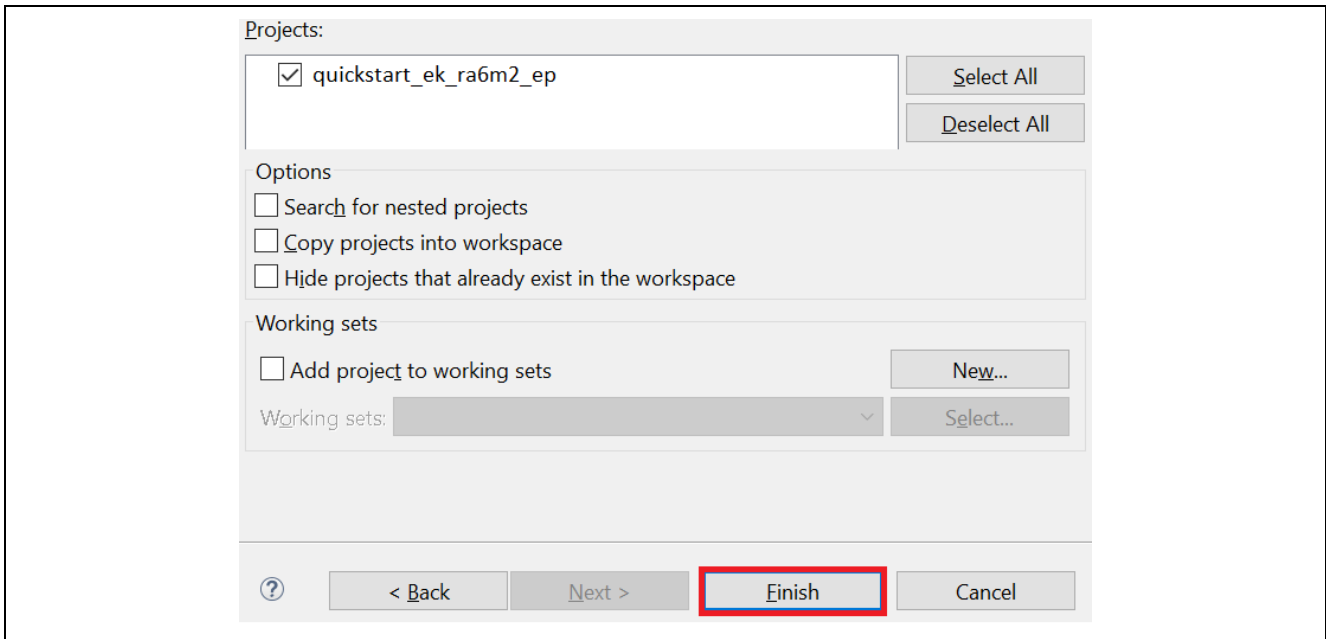 Projects:
quickstart_ek_ra6m2_ep
Select All
Deselect All
Options
Search for nested projects
Copy projects into workspace
Hide projects that already exist in the workspace
Working sets
Add project to working sets
New...
Working sets:
Select...
?
< Back
Next >
Finish
Cancel